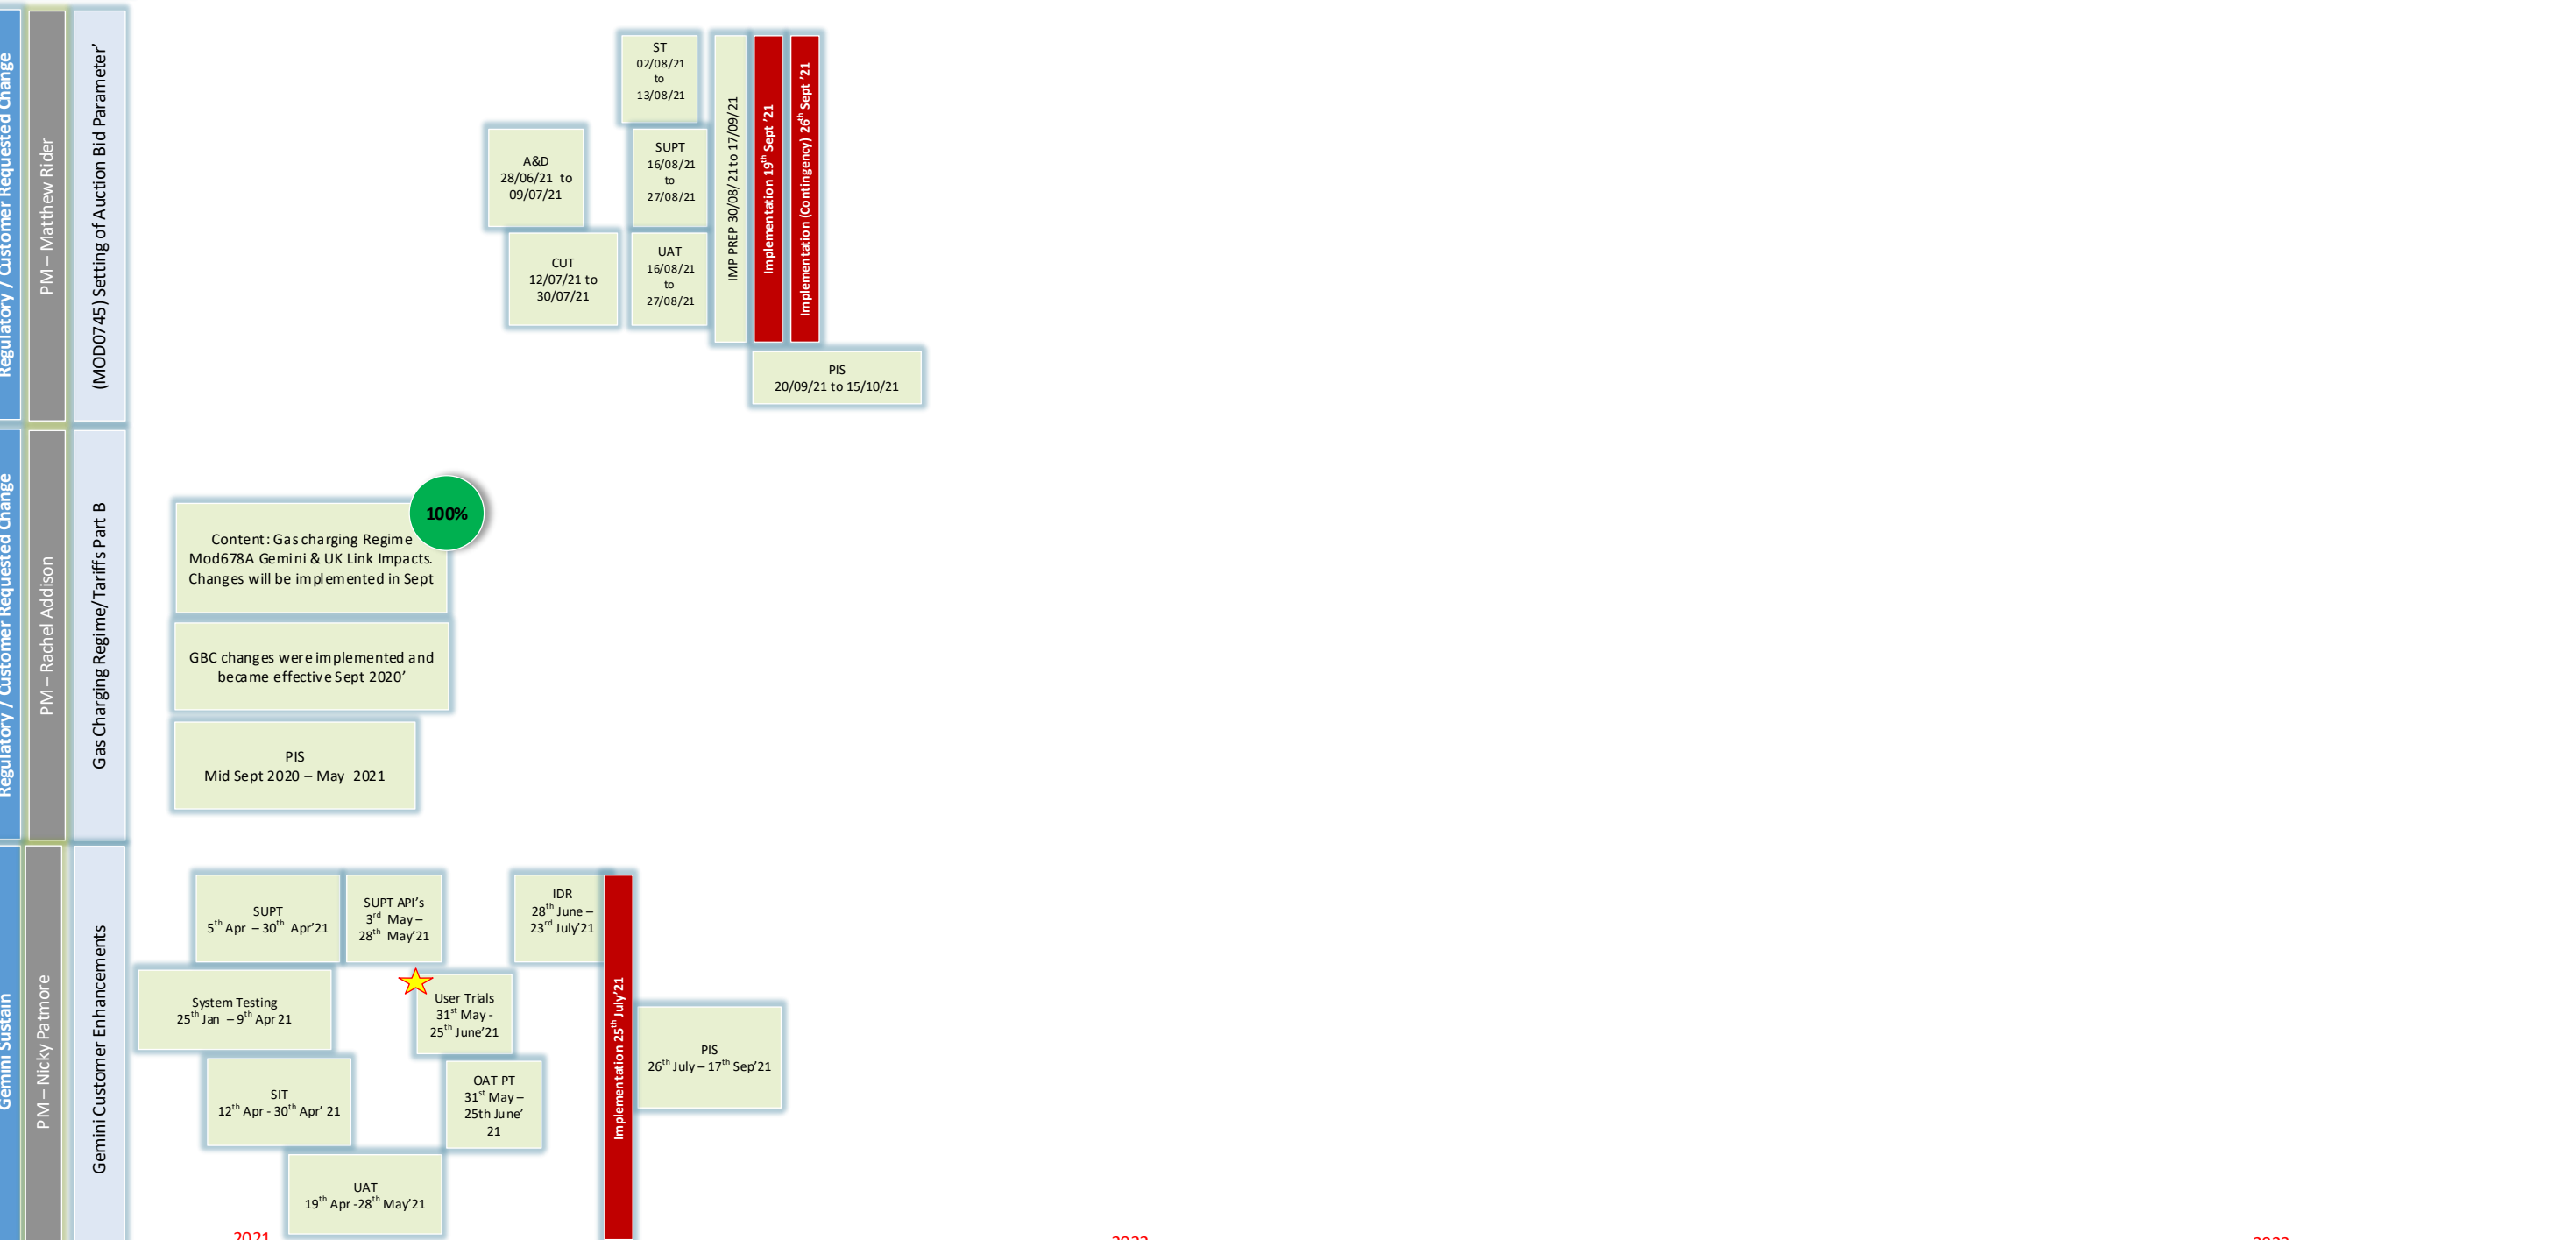 Regulatory / Customer Requested Change
PM – Matthew Rider
(MOD0745) Setting of Auction Bid Parameter’
ST
02/08/21
to
13/08/21
A&D
28/06/21 to
09/07/21
SUPT
16/08/21
to
27/08/21
CUT
12/07/21 to
30/07/21
UAT
16/08/21
to
27/08/21
IMP PREP 30/08/21 to 17/09/21
Implementation 19th Sept ’21
Implementation (Contingency) 26th Sept ’21
PIS
20/09/21 to 15/10/21
Regulatory / Customer Requested Change
PM – Rachel Addison
Gas Charging Regime/Tariffs Part B
100%
Content: Gas charging Regime
Mod678A Gemini & UK Link Impacts.
Changes will be implemented in Sept
GBC changes were implemented and
became effective Sept 2020’
PIS
Mid Sept 2020 – May 2021
Gemini Sustain
PM – Nicky Patmore
Gemini Customer Enhancements
SUPT
5th Apr – 30th Apr’21
SUPT API’s
3rd May –
28th May’21
IDR
28th June –
23rd July’21
System Testing
25th Jan – 9th Apr 21
User Trials
31st May -
25th June’21
SIT
12th Apr - 30th Apr’ 21
OAT PT
31st May –
25th June’
21
UAT
19th Apr -28th May’21
Implementation 25th July’21
PIS
26th July – 17th Sep’21
2021